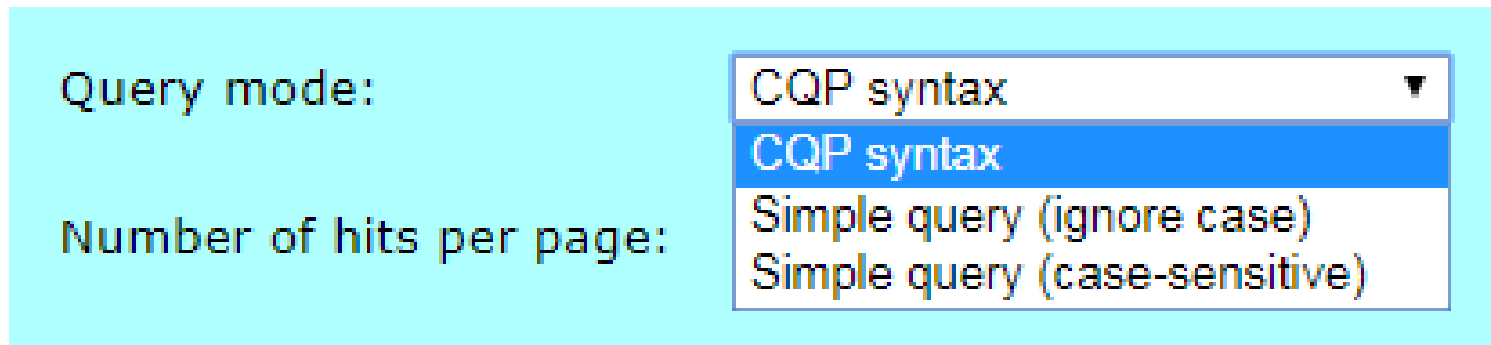 Query mode:
CQP syntax
CQP syntax
Simple query (ignore case)
Number of hits per page:
Simple query (case-sensitive)